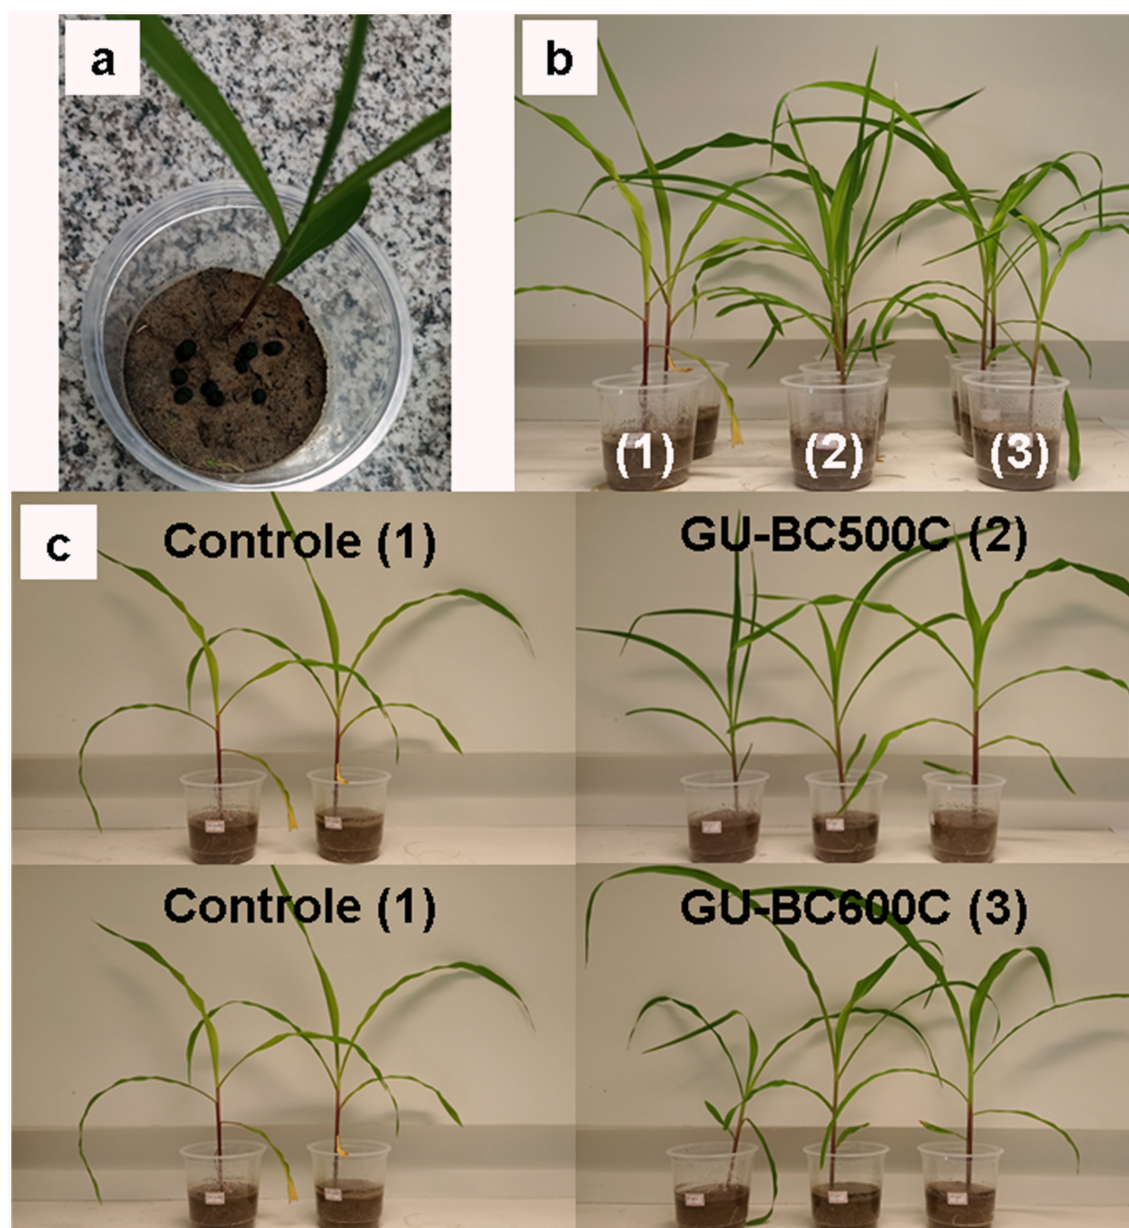 a
b
(1)
(2)
(3)
c
Controle (1)
GU-BC500C (2)
Controle (1)
GU-BC600C (3)